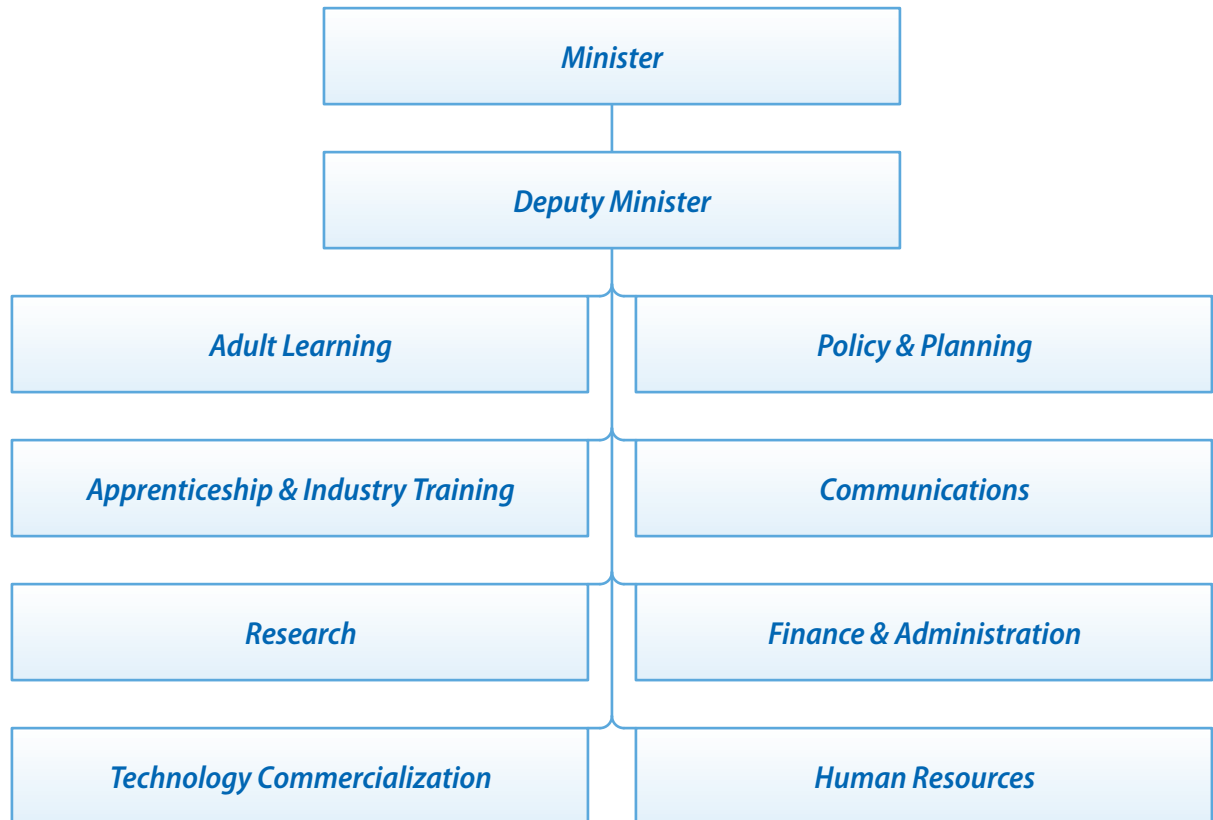 Minister
Deputy Minister
Adult Learning
Policy & Planning
Apprenticeship & Industry Training
Communications
Research
Finance & Administration
Technology Commercialization
Human Resources